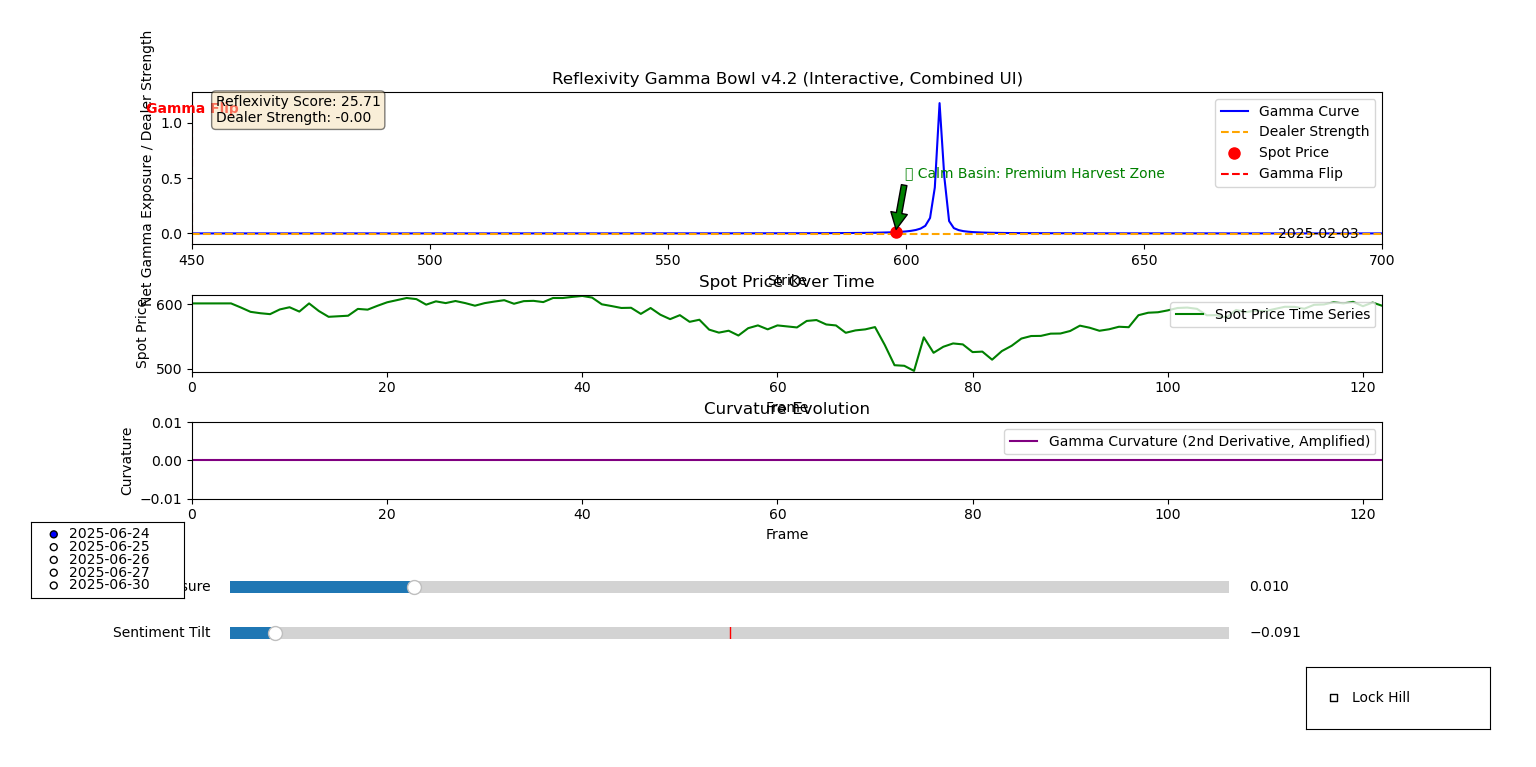 Reflexivity Gamma Bowl v4.2 (Interactive, Combined UI)
Net Gamma Exposure / Dealer Strength
Gamma Flip
Reflexivity Score: 25.71
Dealer Strength: -0.00
1.0
0.5
0.0
Gamma Curve
Dealer Strength
Spot Price
Gamma Flip
Calm Basin: Premium Harvest Zone
2025-02-03
450 500 550 600 650 700
Strike
Spot Price Over Time
Spot Price
600
500
Spot Price Time Series
0 20 40 60 80 100 120
Frame
Curvature Evolution
Curvature
0.01
0.00
−0.01
Gamma Curvature (2nd Derivative, Amplified)
0 20 40 60 80 100 120
Frame
2025-06-24
2025-06-25
2025-06-26
2025-06-27
2025-06-30
sure 0.010
Sentiment Tilt −0.091
Lock Hill